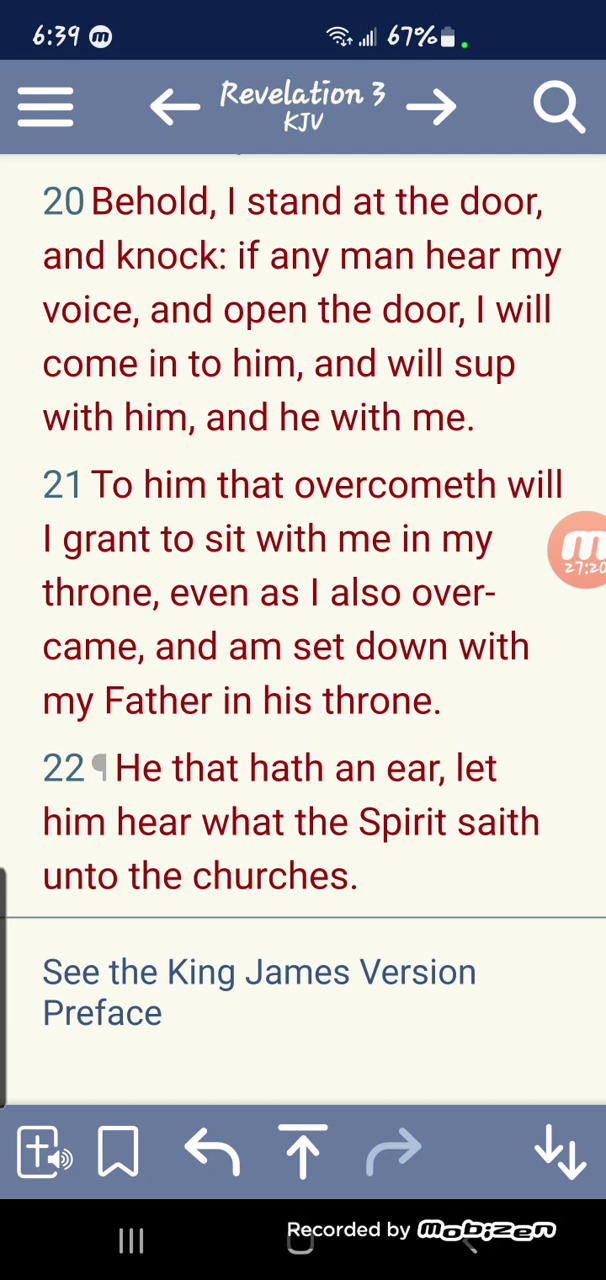 6:39 m 67%
Revelation 3
KJV
20 Behold, I stand at the door,
and knock: if any man hear my
voice, and open the door, I will
come in to him, and will sup
with him, and he with me.
21 To him that overcometh will
I grant to sit with me in my
throne, even as I also over-
came, and am set down with
my Father in his throne.
22 ¶ He that hath an ear, let
him hear what the Spirit saith
unto the churches.
m
27:20
See the King James Version
Preface
Recorded by mobizen